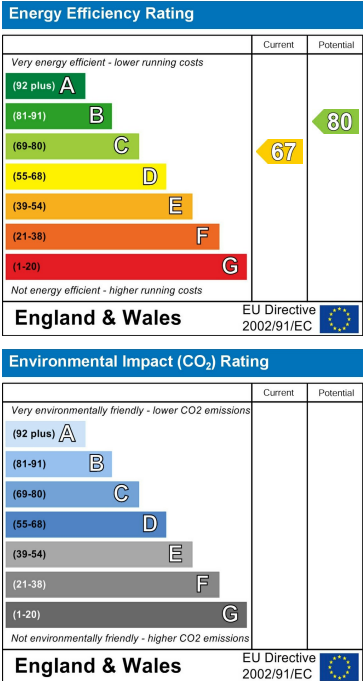 Energy Efficiency Rating
Current Potential
Very energy efficient - lower running costs
(92 plus) A
(81-91) B
(69-80) C
(55-68) D
(39-54) E
(21-38) F
(1-20) G
67
80
Not energy efficient - higher running costs
England & Wales
EU Directive
2002/91/EC
Environmental Impact (CO₂) Rating
Current Potential
Very environmentally friendly - lower CO2 emissions
(92 plus) A
(81-91) B
(69-80) C
(55-68) D
(39-54) E
(21-38) F
(1-20) G
Not environmentally friendly - higher CO2 emissions
England & Wales
EU Directive
2002/91/EC